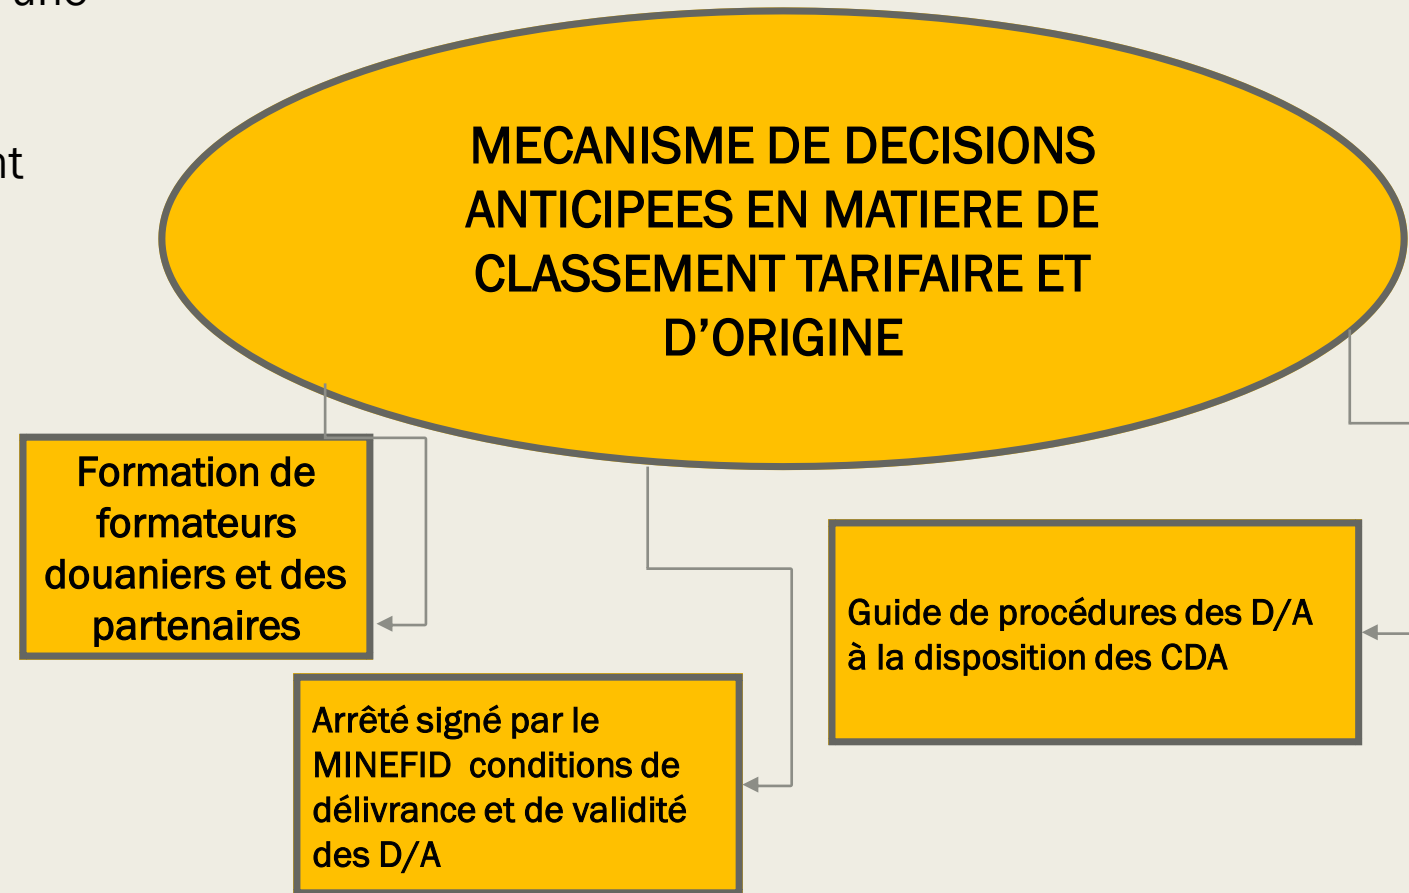 une
nt
MECANISME DE DECISIONS
ANTICIPEES EN MATIERE DE
CLASSEMENT TARIFAIRE ET
D’ORIGINE
Formation de
formateurs
douaniers et des
partenaires
Guide de procédures des D/A
à la disposition des CDA
Arrêté signé par le
MINEFID conditions de
délivrance et de validité
des D/A